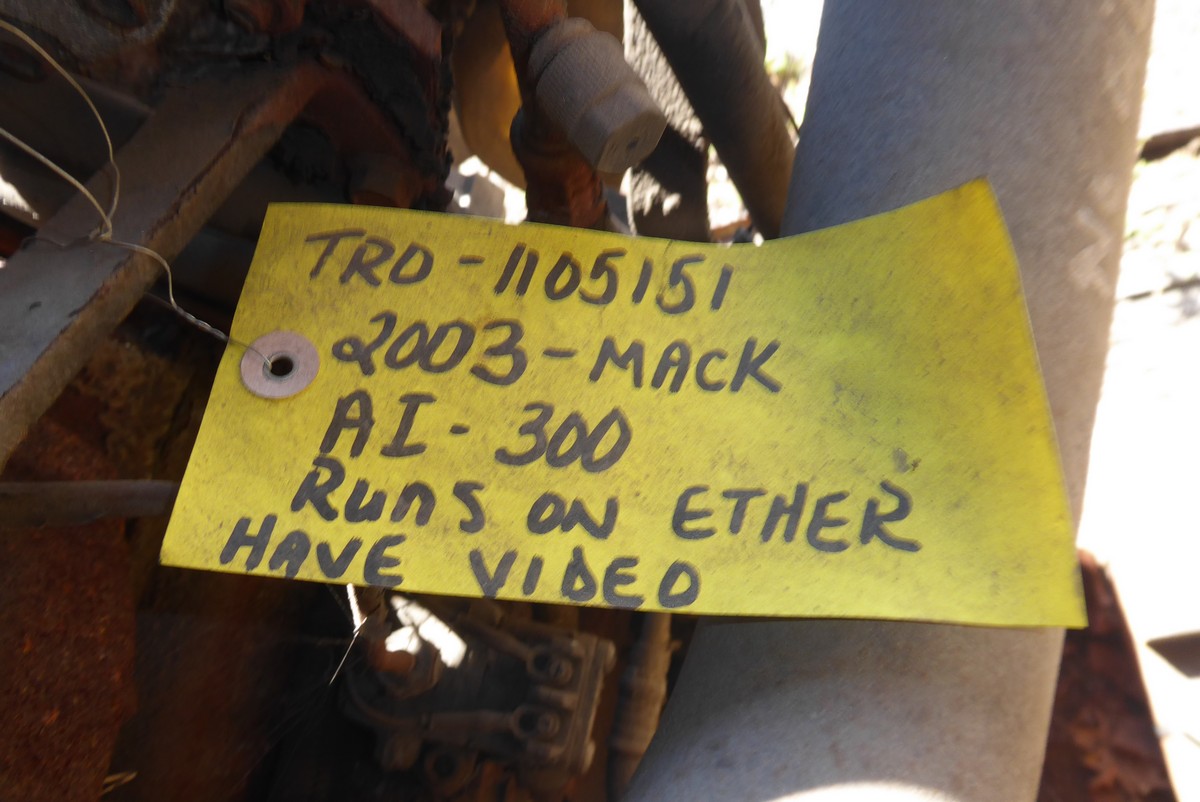 TRD-1105151
2003-MACK
AI-300
Runs ON ETHER
HAVE VIDEO